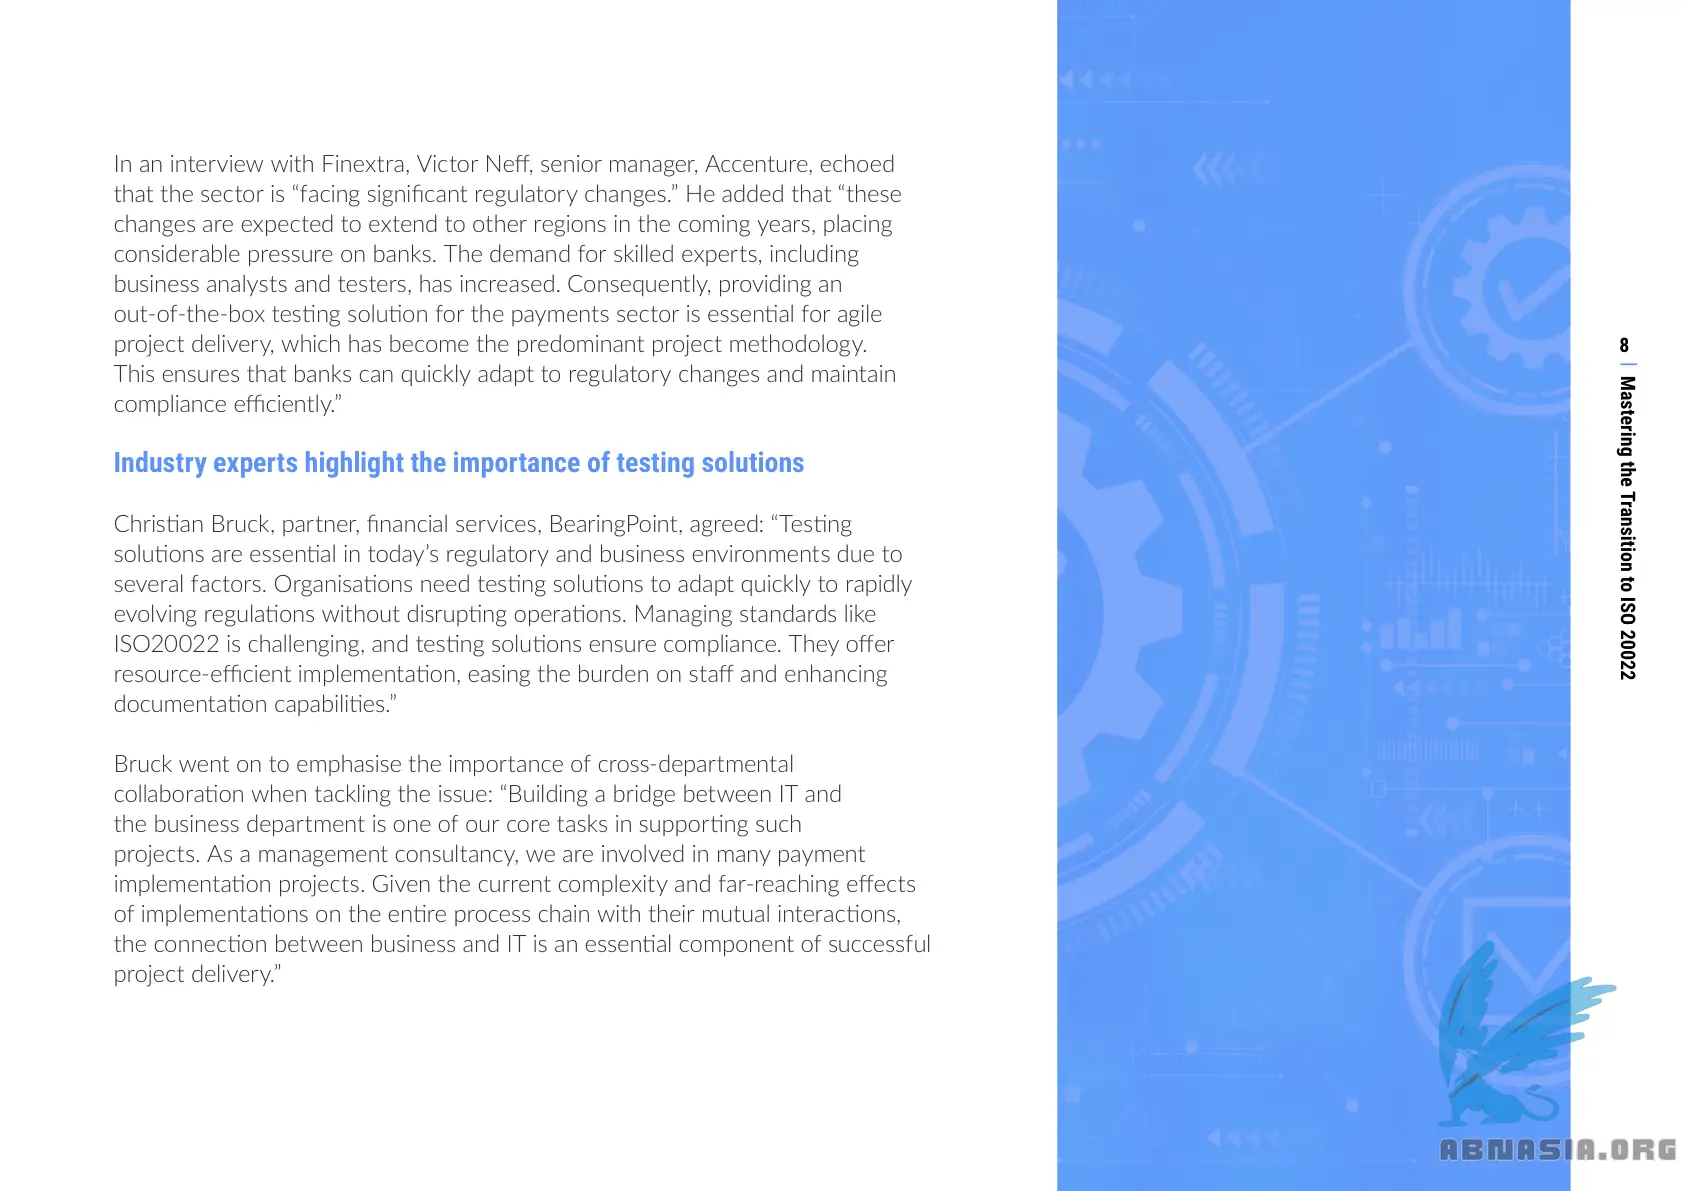 In an interview with Finextra, Victor Neff, senior manager, Accenture, echoed
that the sector is “facing significant regulatory changes.” He added that “these
changes are expected to extend to other regions in the coming years, placing
considerable pressure on banks. The demand for skilled experts, including
business analysts and testers, has increased. Consequently, providing an
out-of-the-box testing solution for the payments sector is essential for agile
project delivery, which has become the predominant project methodology.
This ensures that banks can quickly adapt to regulatory changes and maintain
compliance efficiently.”
Industry experts highlight the importance of testing solutions
Christian Bruck, partner, financial services, BearingPoint, agreed: “Testing
solutions are essential in today’s regulatory and business environments due to
several factors. Organisations need testing solutions to adapt quickly to rapidly
evolving regulations without disrupting operations. Managing standards like
ISO20022 is challenging, and testing solutions ensure compliance. They offer
resource-efficient implementation, easing the burden on staff and enhancing
documentation capabilities.”
Bruck went on to emphasise the importance of cross-departmental
collaboration when tackling the issue: “Building a bridge between IT and
the business department is one of our core tasks in supporting such
projects. As a management consultancy, we are involved in many payment
implementation projects. Given the current complexity and far-reaching effects
of implementations on the entire process chain with their mutual interactions,
the connection between business and IT is an essential component of successful
project delivery.”
8 | Mastering the Transition to ISO 20022
ABNASIA.ORG